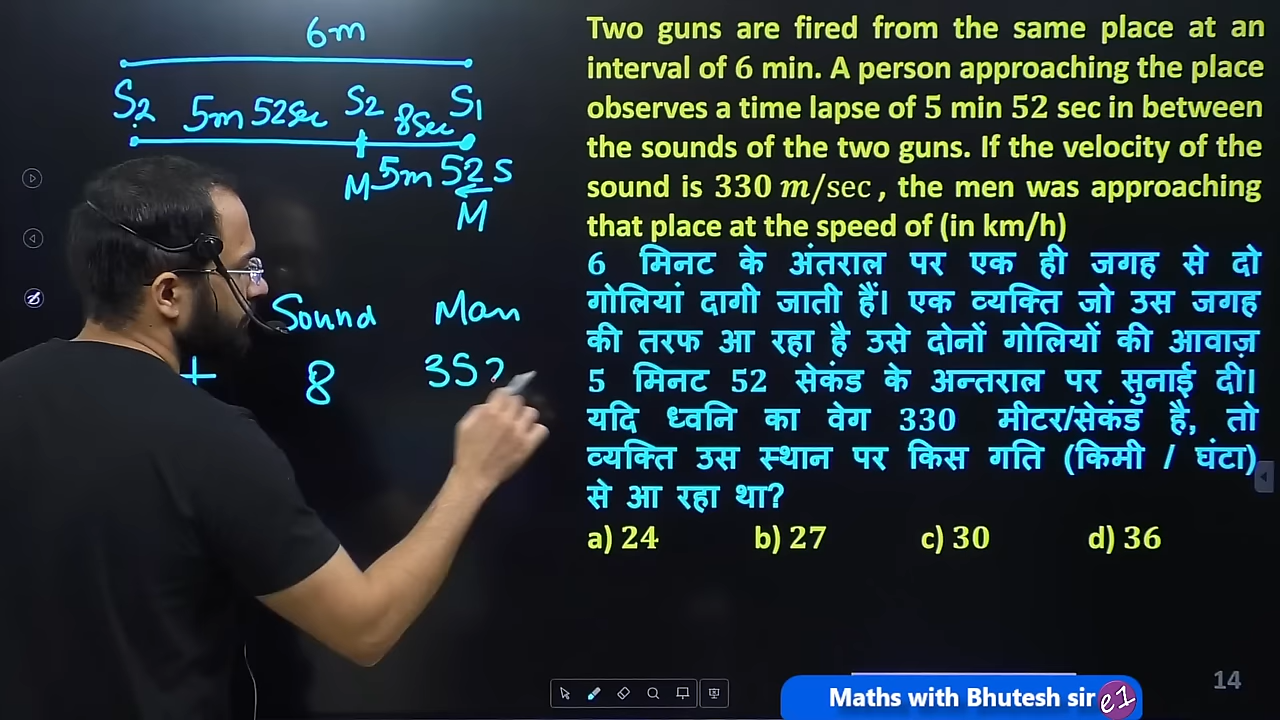 6m
S2 5m 52sec S2 8sec S1
M 5m 52 s
M
Sound Man
t 8 352
Two guns are fired from the same place at an
interval of 6 min. A person approaching the place
observes a time lapse of 5 min 52 sec in between
the sounds of the two guns. If the velocity of the
sound is 330 m/sec, the men was approaching
that place at the speed of (in km/h)
6 मिनट के अंतराल पर एक ही जगह से दो
गोलियां दागी जाती हैं। एक व्यक्ति जो उस जगह
की तरफ आ रहा है उसे दोनों गोलियों की आवाज़
5 मिनट 52 सेकंड के अन्तराल पर सुनाई दी।
यदि ध्वनि का वेग 330 मीटर/सेकंड है, तो
व्यक्ति उस स्थान पर किस गति (किमी / घंटा)
से आ रहा था?
a) 24 b) 27 c) 30 d) 36
14
Maths with Bhutesh sir e1